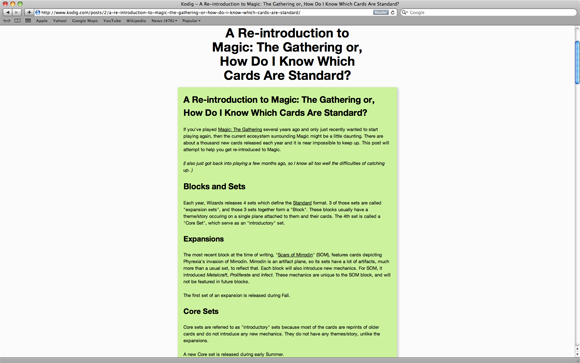 Kodig – A Re-introduction to Magic: The Gathering or, How Do I Know Which Cards Are Standard?
http://www.kodig.com/posts/2/a-re-introduction-to-magic-the-gathering-or-how-do-i-know-which-cards-are-standard/
Reader
Google
Apple Yahoo! Google Maps YouTube Wikipedia News (976) Popular
A Re-introduction to
Magic: The Gathering or,
How Do I Know Which
Cards Are Standard?
A Re-introduction to Magic: The Gathering or,
How Do I Know Which Cards Are Standard?
If you've played Magic: The Gathering several years ago and only just recently wanted to start
playing again, then the current ecosystem surrounding Magic might be a little daunting. There are
about a thousand new cards released each year and it is near impossible to keep up. This post will
attempt to help you get re-introduced to Magic.
(I also just got back into playing a few months ago, so I know all too well the difficulties of catching
up. )
Blocks and Sets
Each year, Wizards releases 4 sets which define the Standard format. 3 of those sets are called
"expansion sets", and those 3 sets together form a "Block". These blocks usually have a
theme/story occuring on a single plane attached to them and their cards. The 4th set is called a
"Core Set", which serve as an "introductory" set.
Expansions
The most recent block at the time of writing, "Scars of Mirrodin" (SOM), features cards depicting
Phyrexia's invasion of Mirrodin. Mirrodin is an artifact plane, so its sets have a lot of artifacts, much
more than a usual set, to reflect that. Each block will also introduce new mechanics. For SOM, it
introduced Metalcraft, Proliferate and Infect. These mechanics are unique to the SOM block, and will
not be featured in future blocks.
The first set of an expansion is released during Fall.
Core Sets
Core sets are referred to as "introductory" sets because most of the cards are reprints of older
cards and do not introduce any new mechanics. They do not have any themes/story, unlike the
expansions.
A new Core set is released during early Summer.